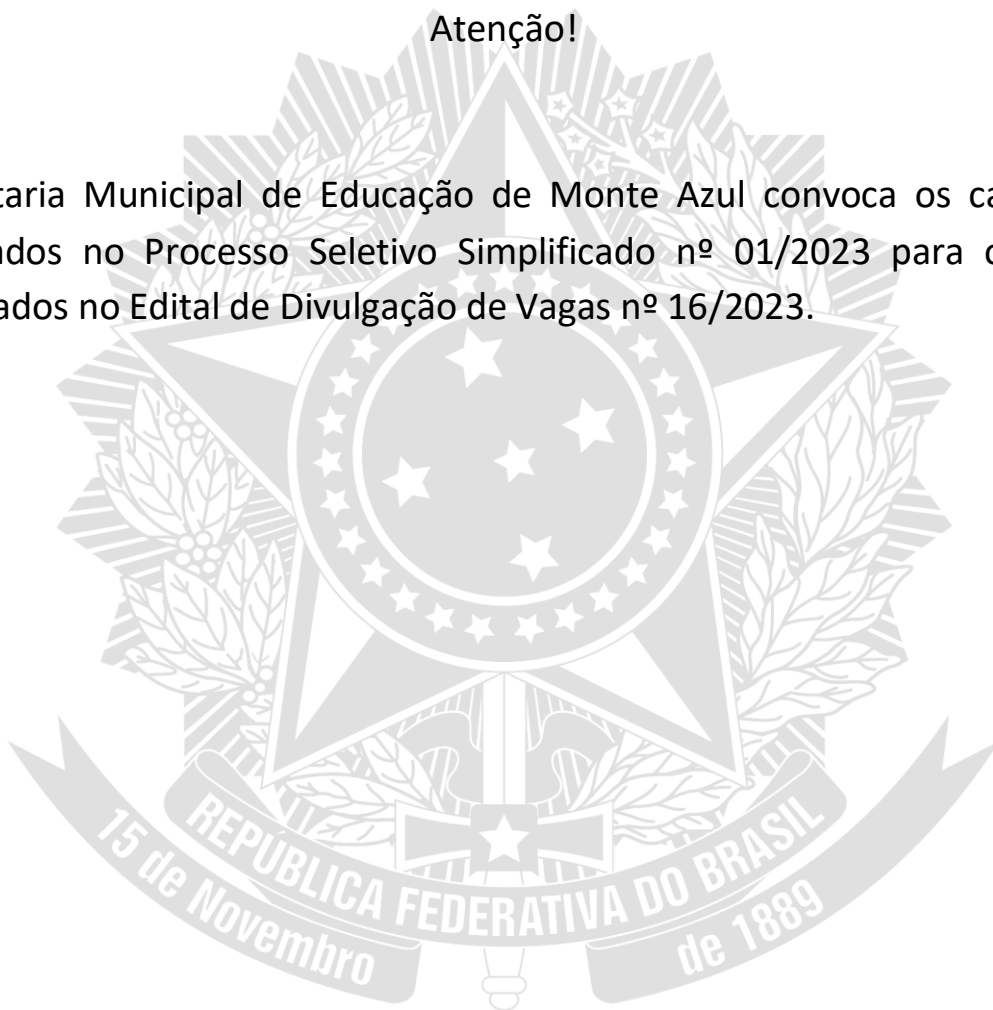 Atenção!
taria Municipal de Educação de Monte Azul convoca os ca
ados no Processo Seletivo Simplificado nº 01/2023 para
ados no Edital de Divulgação de Vagas nº 16/2023.
REPÚBLICA FEDERATIVA DO BRASIL
15 de Novembro de 1889